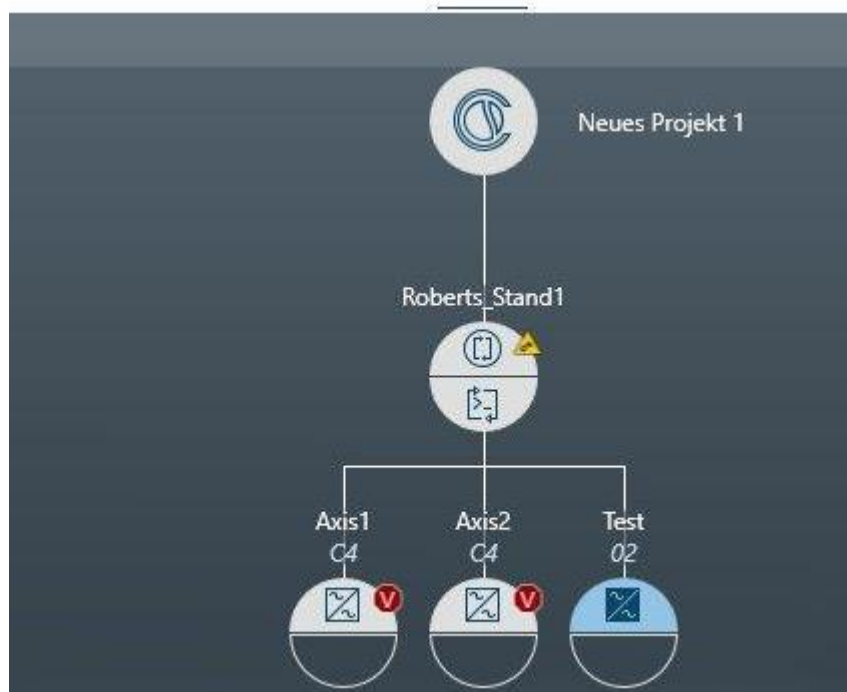 Neues Projekt 1
Roberts_Stand1
Axis1
C4
Axis2
C4
Test
02
V
V